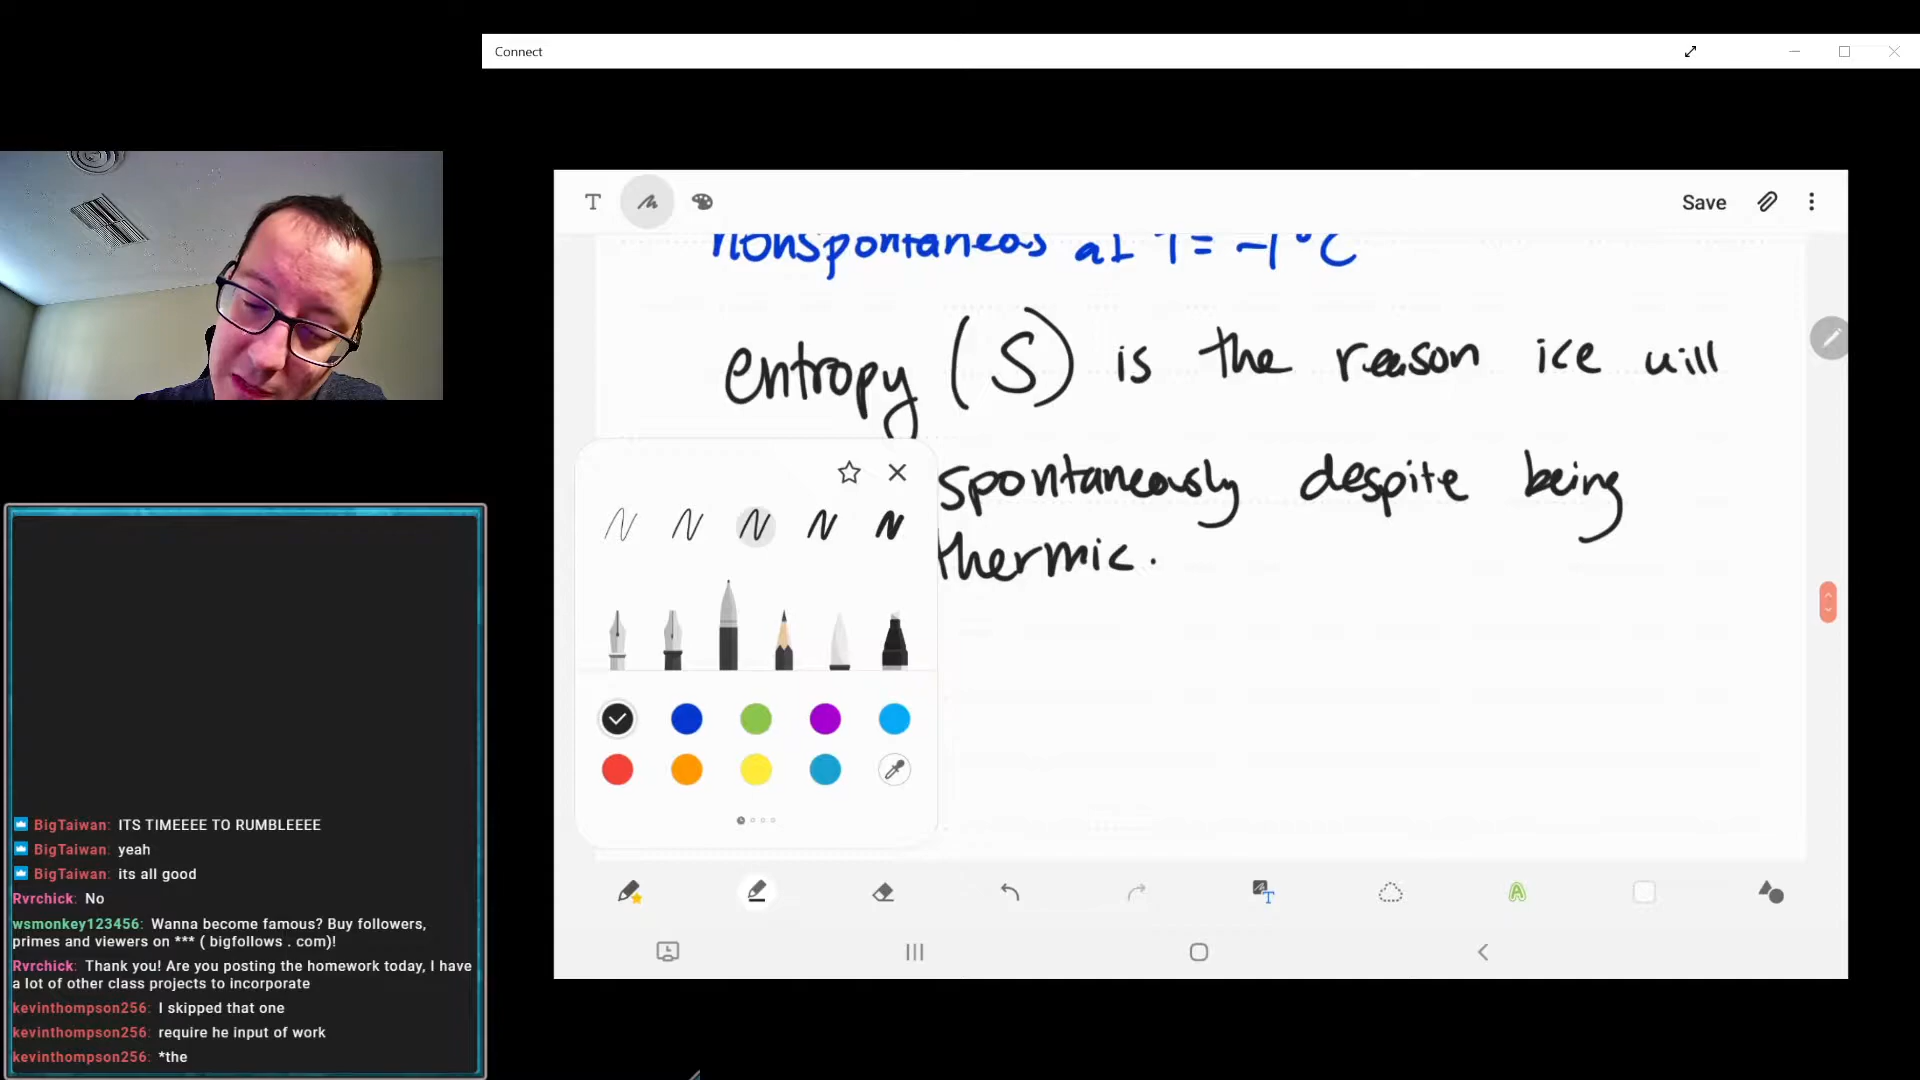 Connect
Save
nonspontaneas at T = -1°C
entropy (S) is the reason ice will
spontaneously despite being
thermic.
BigTaiwan: ITS TIMEEEE TO RUMBLEEEE
BigTaiwan: yeah
BigTaiwan: its all good
Rvrchick: No
wsmonkey123456: Wanna become famous? Buy followers,
primes and viewers on *** ( bigfollows . com)!
Rvrchick: Thank you! Are you posting the homework today, I have
a lot of other class projects to incorporate
kevinthompson256: I skipped that one
kevinthompson256: require he input of work
kevinthompson256: *the